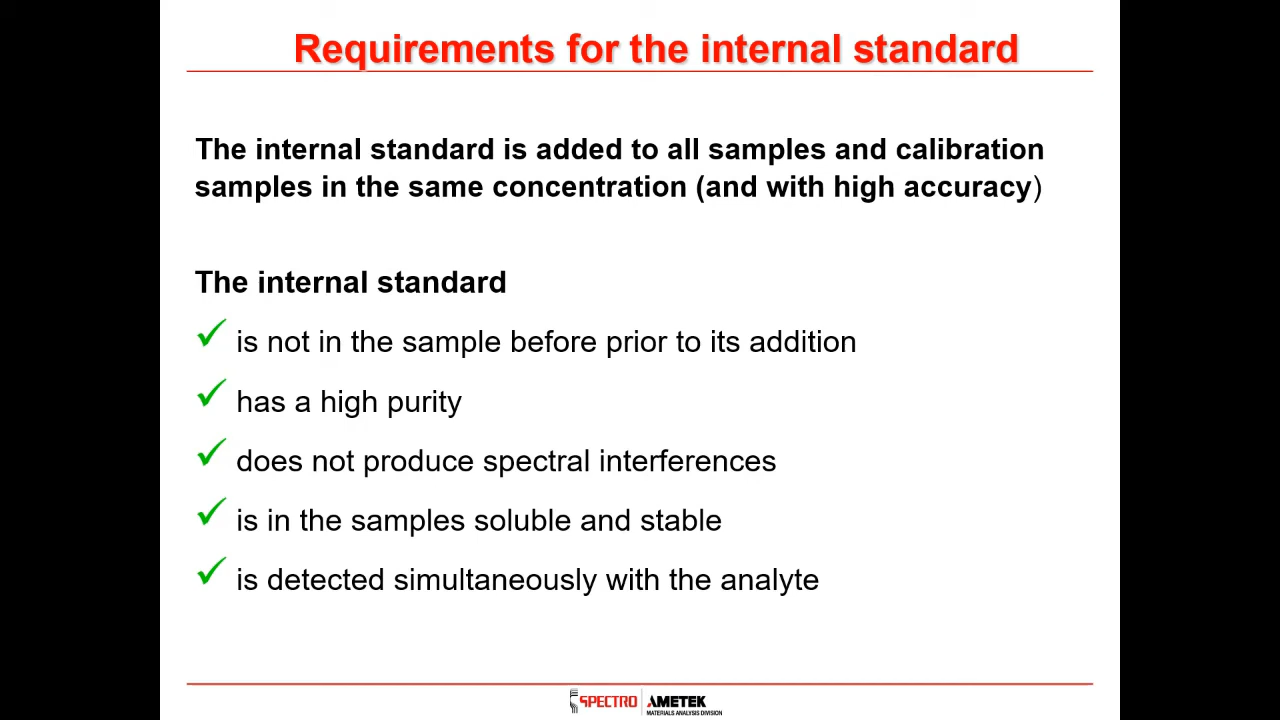 Requirements for the internal standard
The internal standard is added to all samples and calibration
samples in the same concentration (and with high accuracy)
The internal standard
is not in the sample before prior to its addition
has a high purity
does not produce spectral interferences
is in the samples soluble and stable
is detected simultaneously with the analyte
SPECTRO AMETEK
MATERIALS ANALYSIS DIVISION